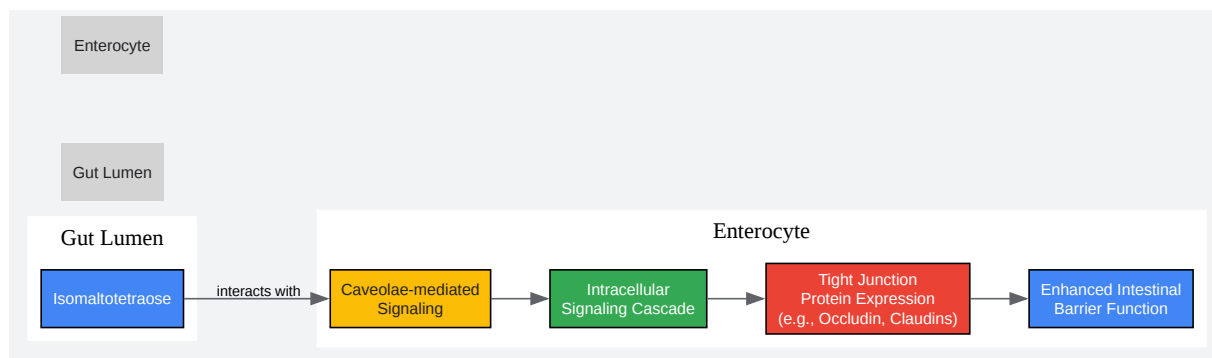 Enterocyte
Gut Lumen
Gut Lumen
Enterocyte
Isomaltotetraose
interacts with
Caveolae-mediated
Signaling
Intracellular
Signaling Cascade
Tight Junction
Protein Expression
(e.g., Occludin, Claudins)
Enhanced Intestinal
Barrier Function